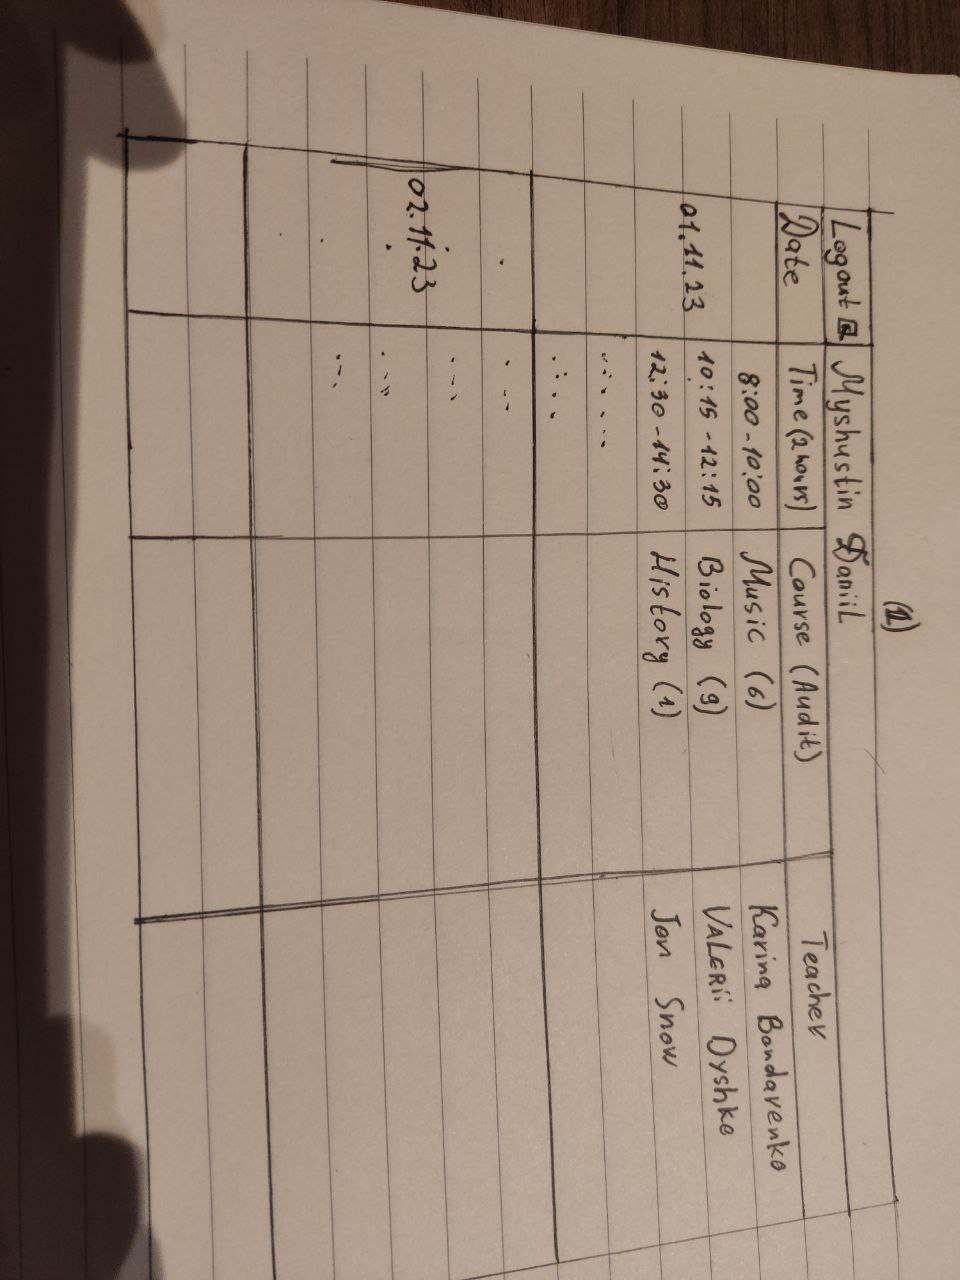 (1)
Logout Myshustin Daniil
Date Time (2 hours) Course (Audit) Teacher
8:00-10:00 Music (6) Karina Bondarenko
01.11.23 10:15-12:15 Biology (9) VALERii Dyshko
12:30-14:30 History (1) Jon Snow
02.11.23